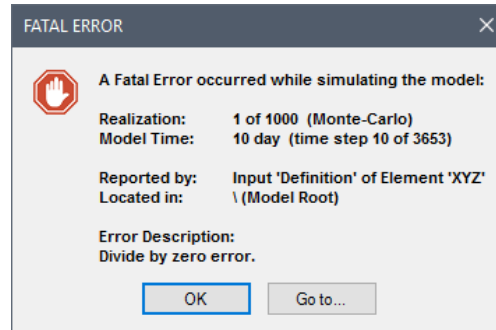 FATAL ERROR
A Fatal Error occurred while simulating the model:
Realization: 1 of 1000 (Monte-Carlo)
Model Time: 10 day (time step 10 of 3653)
Reported by: Input 'Definition' of Element 'XYZ'
Located in: \ (Model Root)
Error Description:
Divide by zero error.
OK Go to...